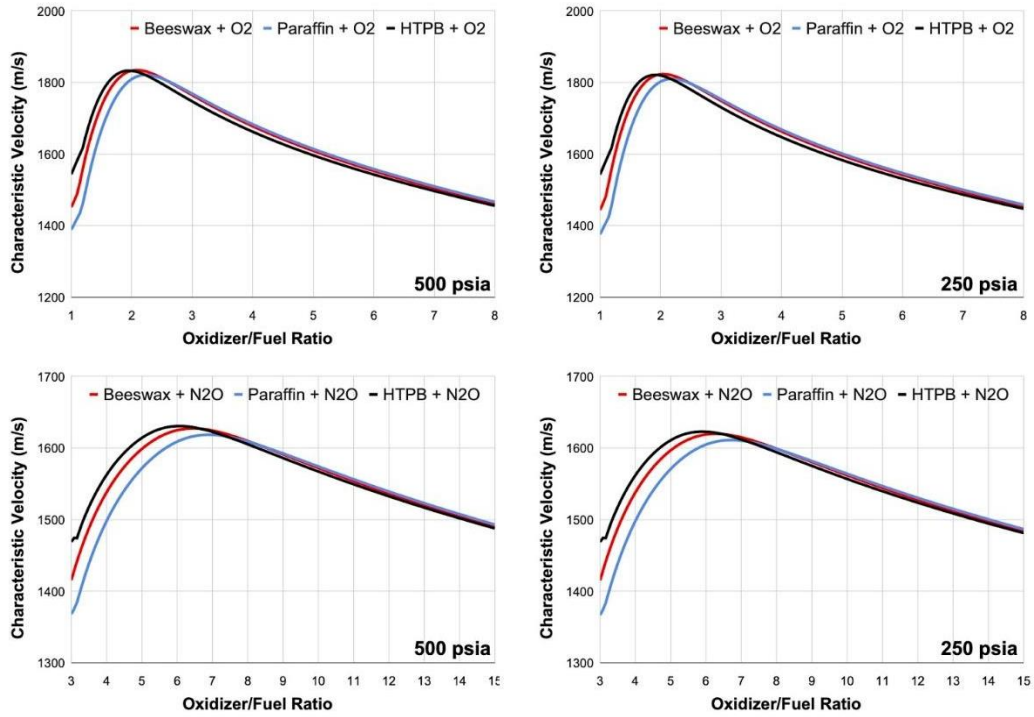 2000
1800
1600
1400
1200
Characteristic Velocity (m/s)
Beeswax + O2 Paraffin + O2 HTPB + O2
500 psia
1 2 3 4 5 6 7 8
Oxidizer/Fuel Ratio
2000
1800
1600
1400
1200
Characteristic Velocity (m/s)
Beeswax + O2 Paraffin + O2 HTPB + O2
250 psia
1 2 3 4 5 6 7 8
Oxidizer/Fuel Ratio
1700
1600
1500
1400
1300
Characteristic Velocity (m/s)
Beeswax + N2O Paraffin + N2O HTPB + N2O
500 psia
3 4 5 6 7 8 9 10 11 12 13 14 15
Oxidizer/Fuel Ratio
1700
1600
1500
1400
1300
Characteristic Velocity (m/s)
Beeswax + N2O Paraffin + N2O HTPB + N2O
250 psia
3 4 5 6 7 8 9 10 11 12 13 14 15
Oxidizer/Fuel Ratio